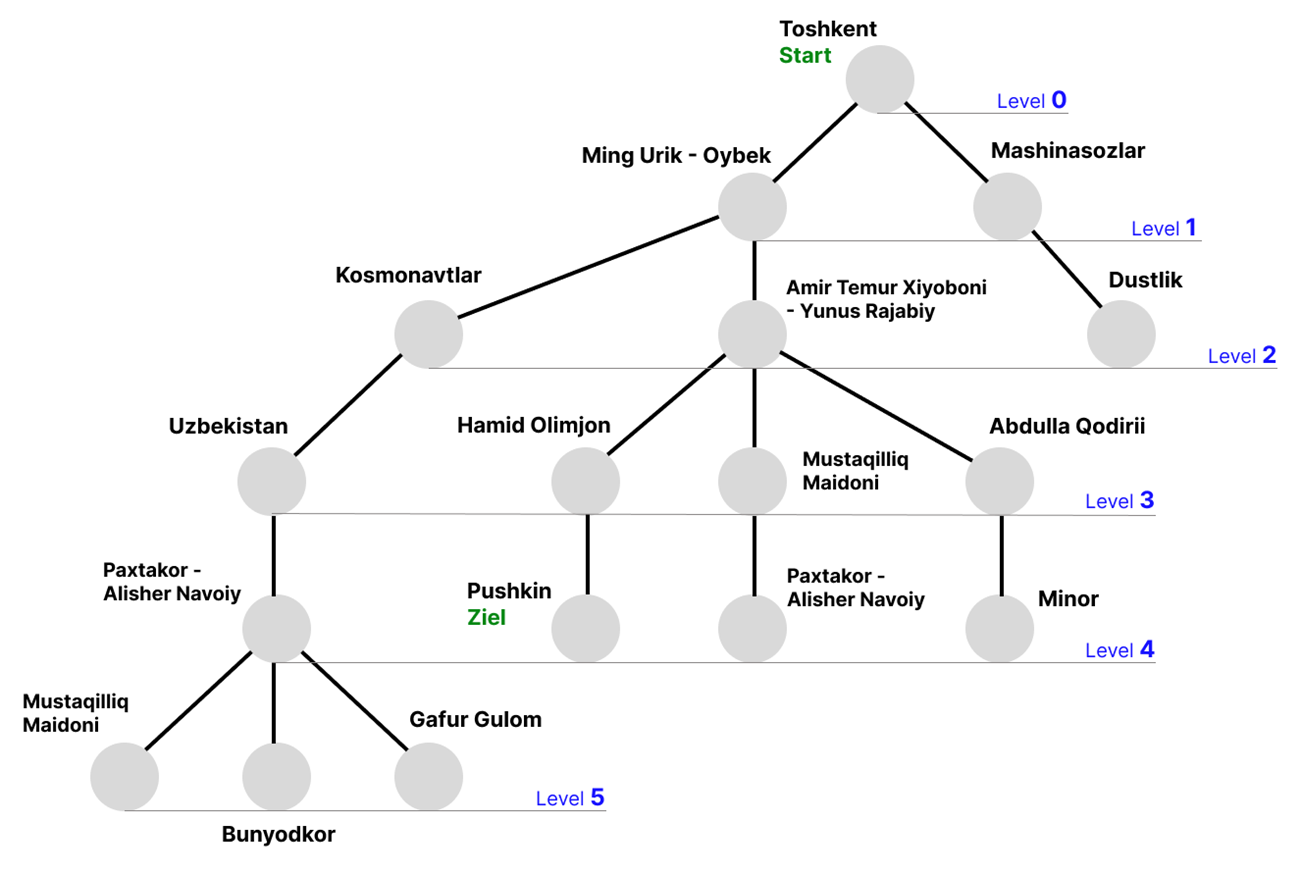 Toshkent
Start
Level 0
Ming Urik - Oybek
Mashinasozlar
Level 1
Kosmonavtlar
Amir Temur Xiyoboni
- Yunus Rajabiy
Dustlik
Level 2
Uzbekistan
Hamid Olimjon
Mustaqilliq
Maidoni
Abdulla Qodirii
Level 3
Paxtakor -
Alisher Navoiy
Pushkin
Ziel
Paxtakor -
Alisher Navoiy
Minor
Level 4
Mustaqilliq
Maidoni
Gafur Gulom
Level 5
Bunyodkor